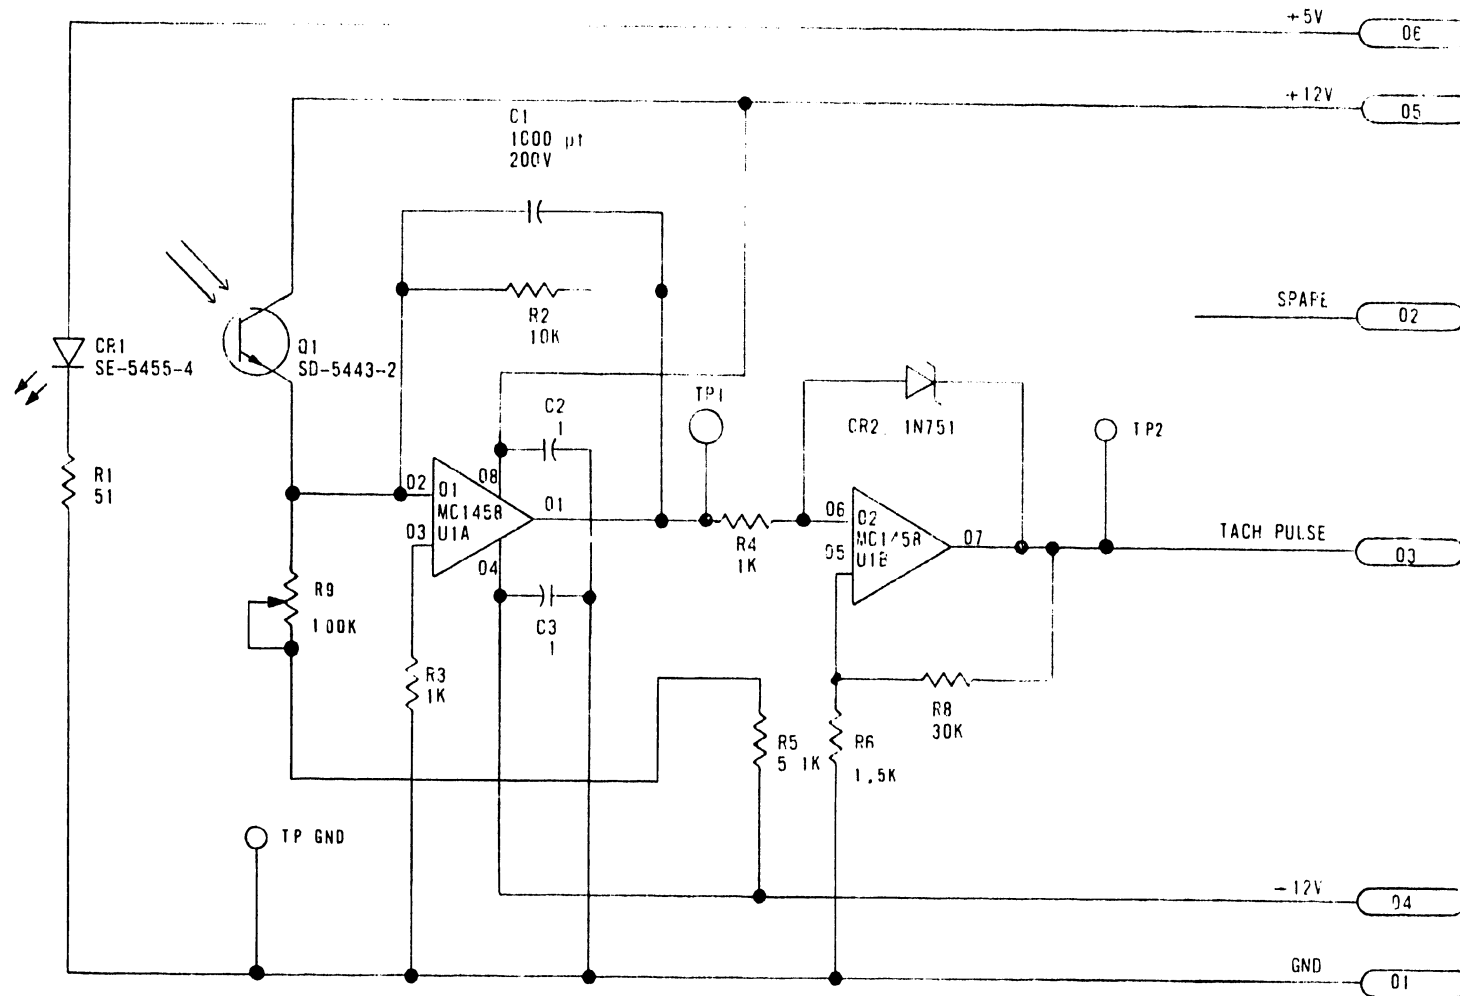 +5V
06
+12V
05
C1
1000 pf
200V
SPARE
02
R2
10K
CR1
SE-5455-4
Q1
SD-5443-2
TP1
C2
1
CR2 1N751
TP2
R1
51
02
01
08
MC1458
U1A
01
03
04
06
02
MC1458
U1B
05
07
R4
1K
TACH PULSE
03
R9
100K
C3
1
R3
1K
R8
30K
R5
5 1K
R6
1.5K
TP GND
-12V
04
GND
01